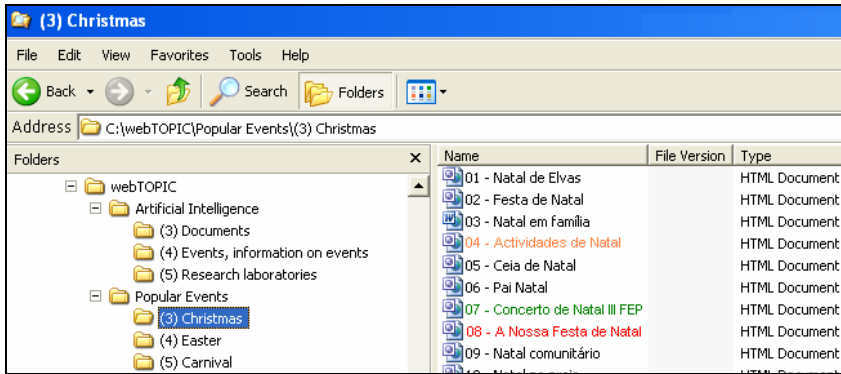 (3) Christmas
File Edit View Favorites Tools Help
Back Search Folders
Address C:\webTOPIC\Popular Events\(3) Christmas
Folders x Name File Version Type
webTOPIC
Artificial Intelligence
(3) Documents
(4) Events, information on events
(5) Research laboratories
Popular Events
(3) Christmas
(4) Easter
(5) Carnival
01 - Natal de Elvas HTML Document
02 - Festa de Natal HTML Document
03 - Natal em família HTML Document
04 - Actividades de Natal HTML Document
05 - Ceia de Natal HTML Document
06 - Pai Natal HTML Document
07 - Concerto de Natal III FEP HTML Document
08 - A Nossa Festa de Natal HTML Document
09 - Natal comunitário HTML Document